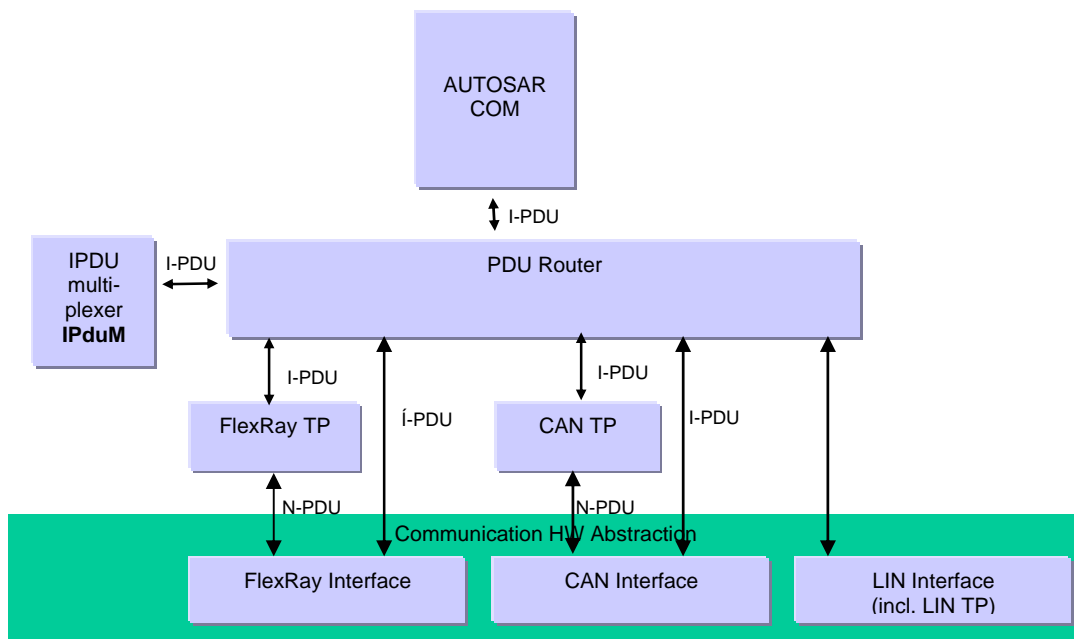 AUTOSAR
COM
I-PDU
IPDU
multi-
plexer
IPduM
I-PDU
PDU Router
I-PDU
Í-PDU
I-PDU
I-PDU
FlexRay TP
CAN TP
N-PDU
N-PDU
Communication HW Abstraction
FlexRay Interface
CAN Interface
LIN Interface
(incl. LIN TP)